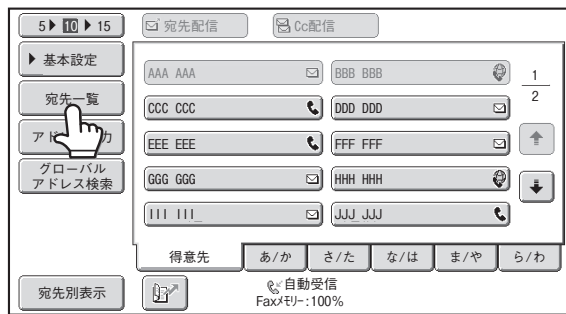 5 10 15
宛先配信
Cc配信
基本設定
宛先一覧
グローバル
アドレス検索
宛先別表示
AAA AAA
BBB BBB
CCC CCC
DDD DDD
EEE EEE
FFF FFF
GGG GGG
HHH HHH
III III
JJJ JJJ
1
2
得意先
あ/か
さ/た
な/は
ま/や
ら/わ
自動受信
Faxメモリー:100%